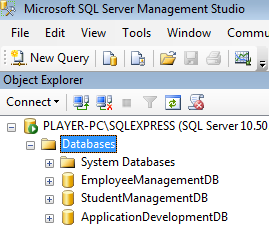 Microsoft SQL Server Management Studio
File Edit View Tools Window Commu
New Query
Object Explorer
Connect
PLAYER-PC\SQLEXPRESS (SQL Server 10.50
Databases
System Databases
EmployeeManagementDB
StudentManagementDB
ApplicationDevelopmentDB